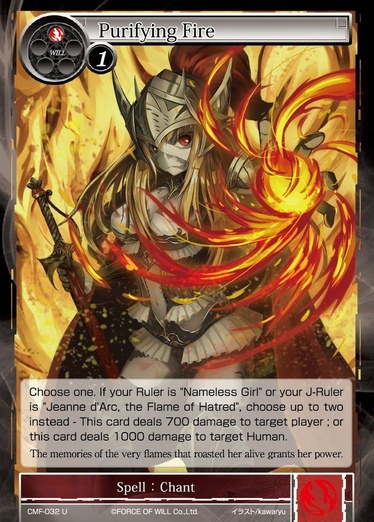 Purifying Fire
WILL
1
Choose one. If your Ruler is "Nameless Girl" or your J-Ruler
is "Jeanne d'Arc, the Flame of Hatred", choose up to two
instead - This card deals 700 damage to target player ; or
this card deals 1000 damage to target Human.
The memories of the very flames that roasted her alive grants her power.
Spell : Chant
CMF-032 U ©FORCE OF WILL Co.,Ltd. イラスト/kawaryu